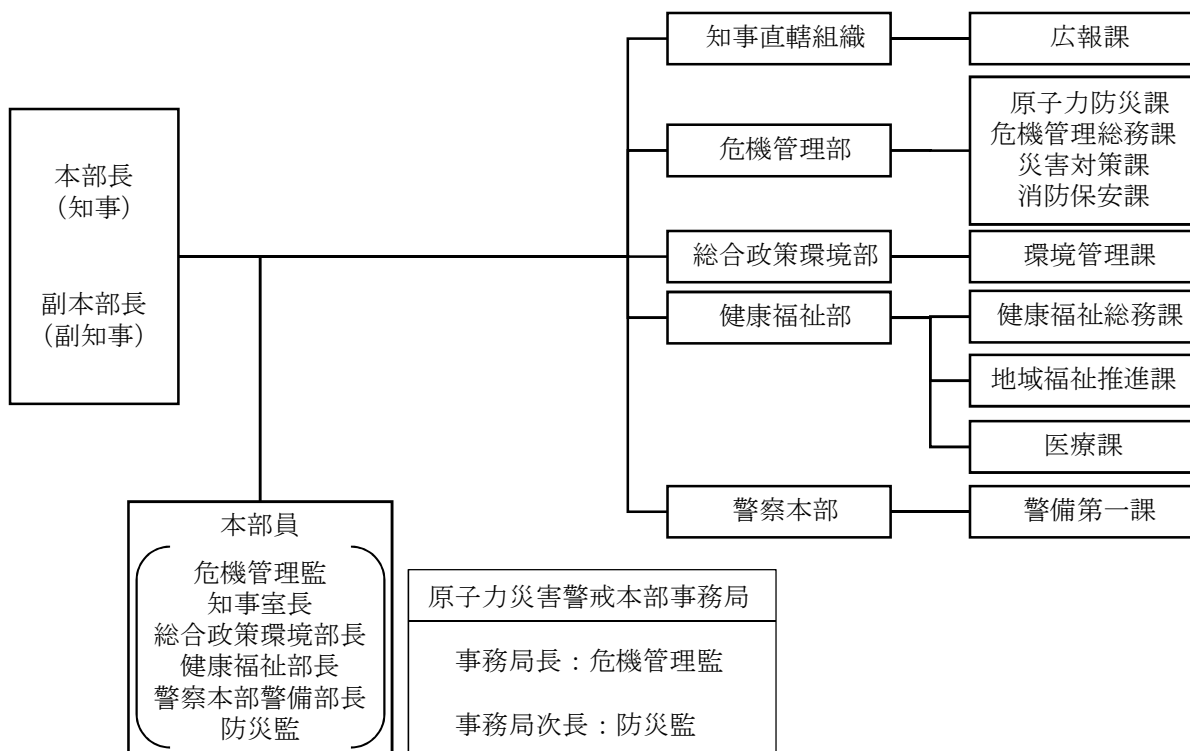 本部長
（知事）
副本部長
（副知事）
知事直轄組織
広報課
危機管理部
原子力防災課
危機管理総務課
災害対策課
消防保安課
総合政策環境部
環境管理課
健康福祉部
健康福祉総務課
地域福祉推進課
医療課
警察本部
警備第一課
本部員
危機管理監
知事室長
総合政策環境部長
健康福祉部長
警察本部警備部長
防災監
原子力災害警戒本部事務局
事務局長：危機管理監
事務局次長：防災監